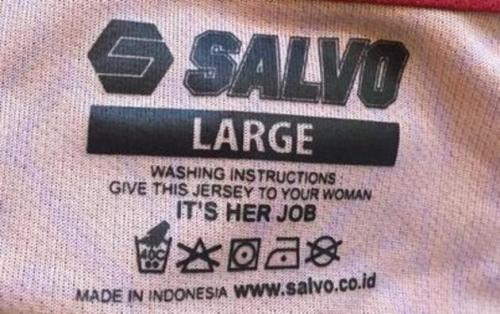 SALVO
LARGE
WASHING INSTRUCTIONS :
GIVE THIS JERSEY TO YOUR WOMAN
IT'S HER JOB
40C
MADE IN INDONESIA www.salvo.co.id